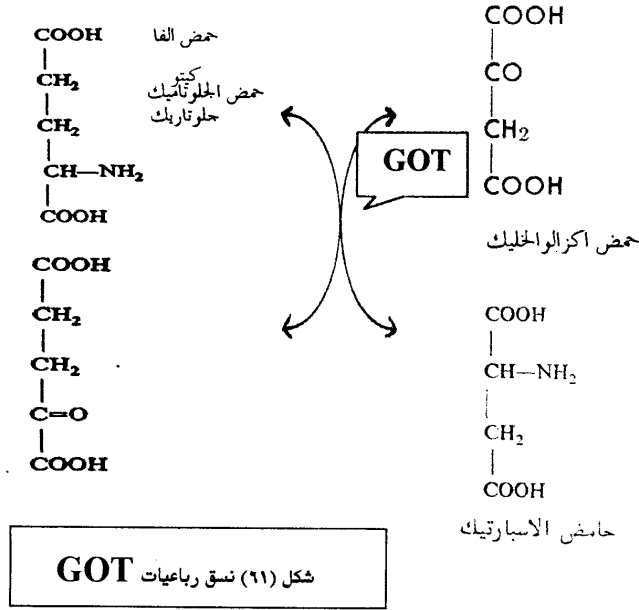 COOH
CH2
CH2
CH—NH2
COOH
حمض الفا
كيتو
حمض الجلوتاميك
جلوتاريك
COOH
CO
CH2
COOH
GOT
حمض اكزالوالخليك
COOH
CH2
CH2
C=O
COOH
COOH
CH—NH2
CH2
COOH
حامض الاسبارتيك
شكل (٦١) نسق رباعيات GOT